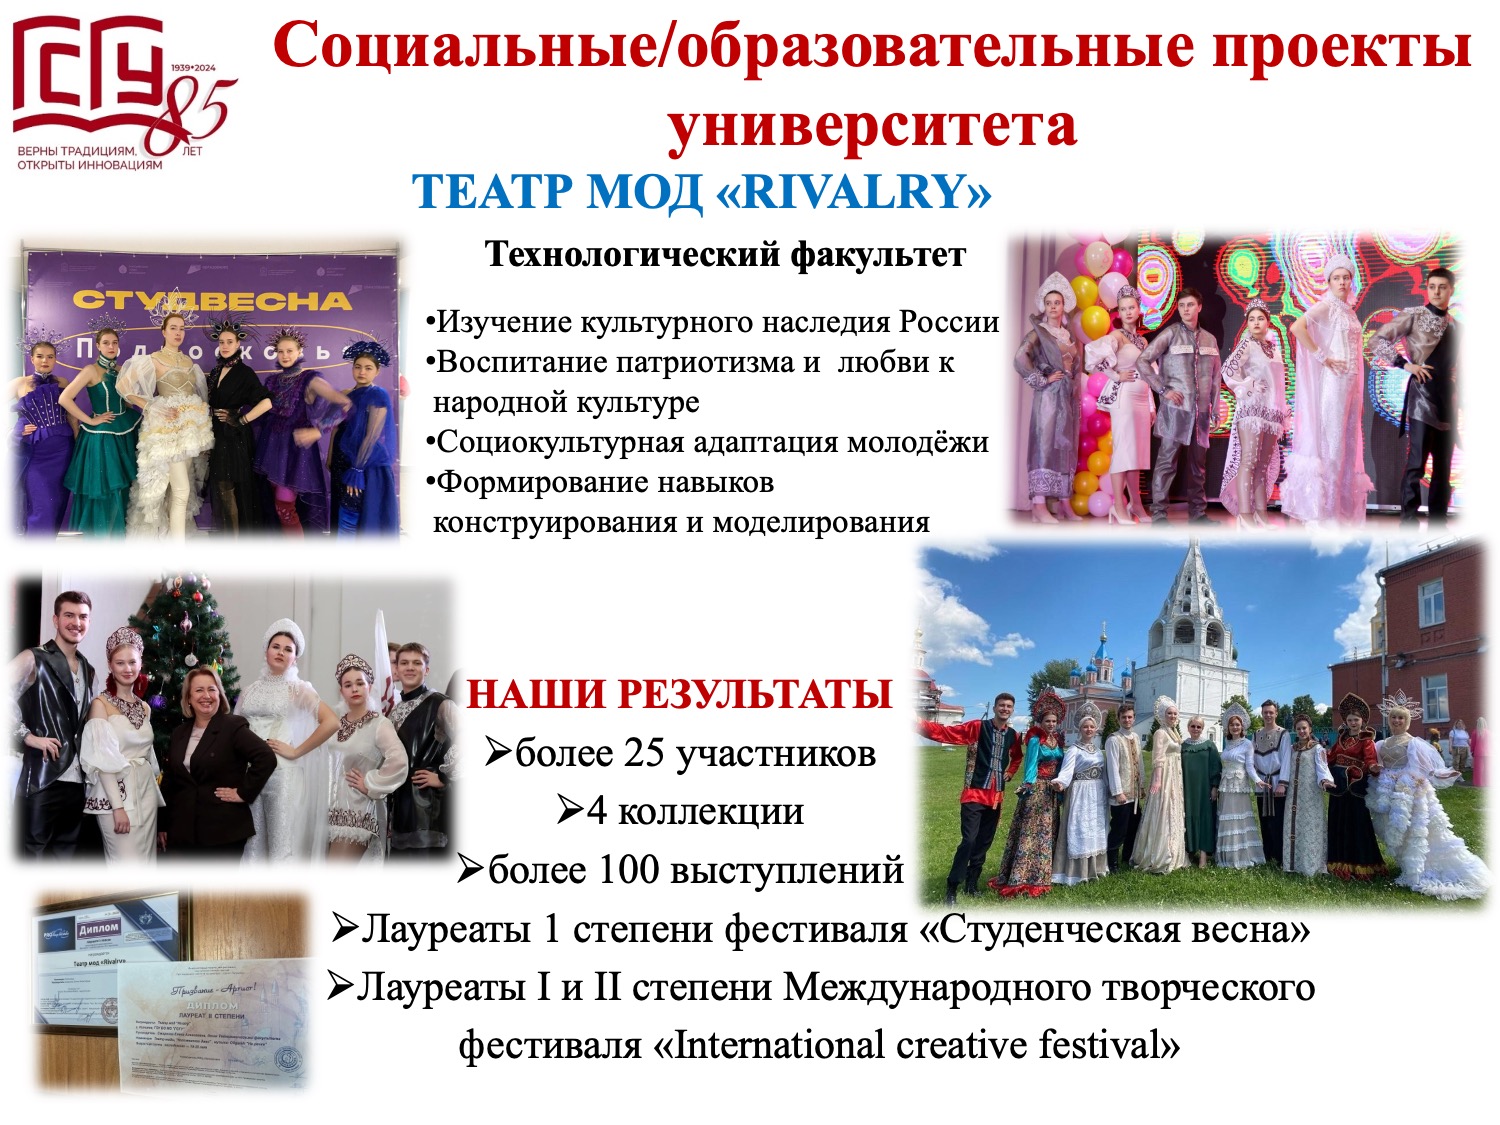 ГСГУ
1939•2024
85
ЛЕТ
ВЕРНЫ ТРАДИЦИЯМ,
ОТКРЫТЫ ИННОВАЦИЯМ
Социальные/образовательные проекты
университета
ТЕАТР МОД «RIVALRY»
Технологический факультет
СТУДВЕСНА
•Изучение культурного наследия России
•Воспитание патриотизма и любви к
народной культуре
•Социокультурная адаптация молодёжи
•Формирование навыков
конструирования и моделирования
НАШИ РЕЗУЛЬТАТЫ
➢более 25 участников
➢4 коллекции
➢более 100 выступлений
➢Лауреаты 1 степени фестиваля «Студенческая весна»
➢Лауреаты I и II степени Международного творческого
фестиваля «International creative festival»
Диплом
Театр мод «Rivalry»
Призвание - Артист!
ДИПЛОМ
ЛАУРЕАТ II СТЕПЕНИ